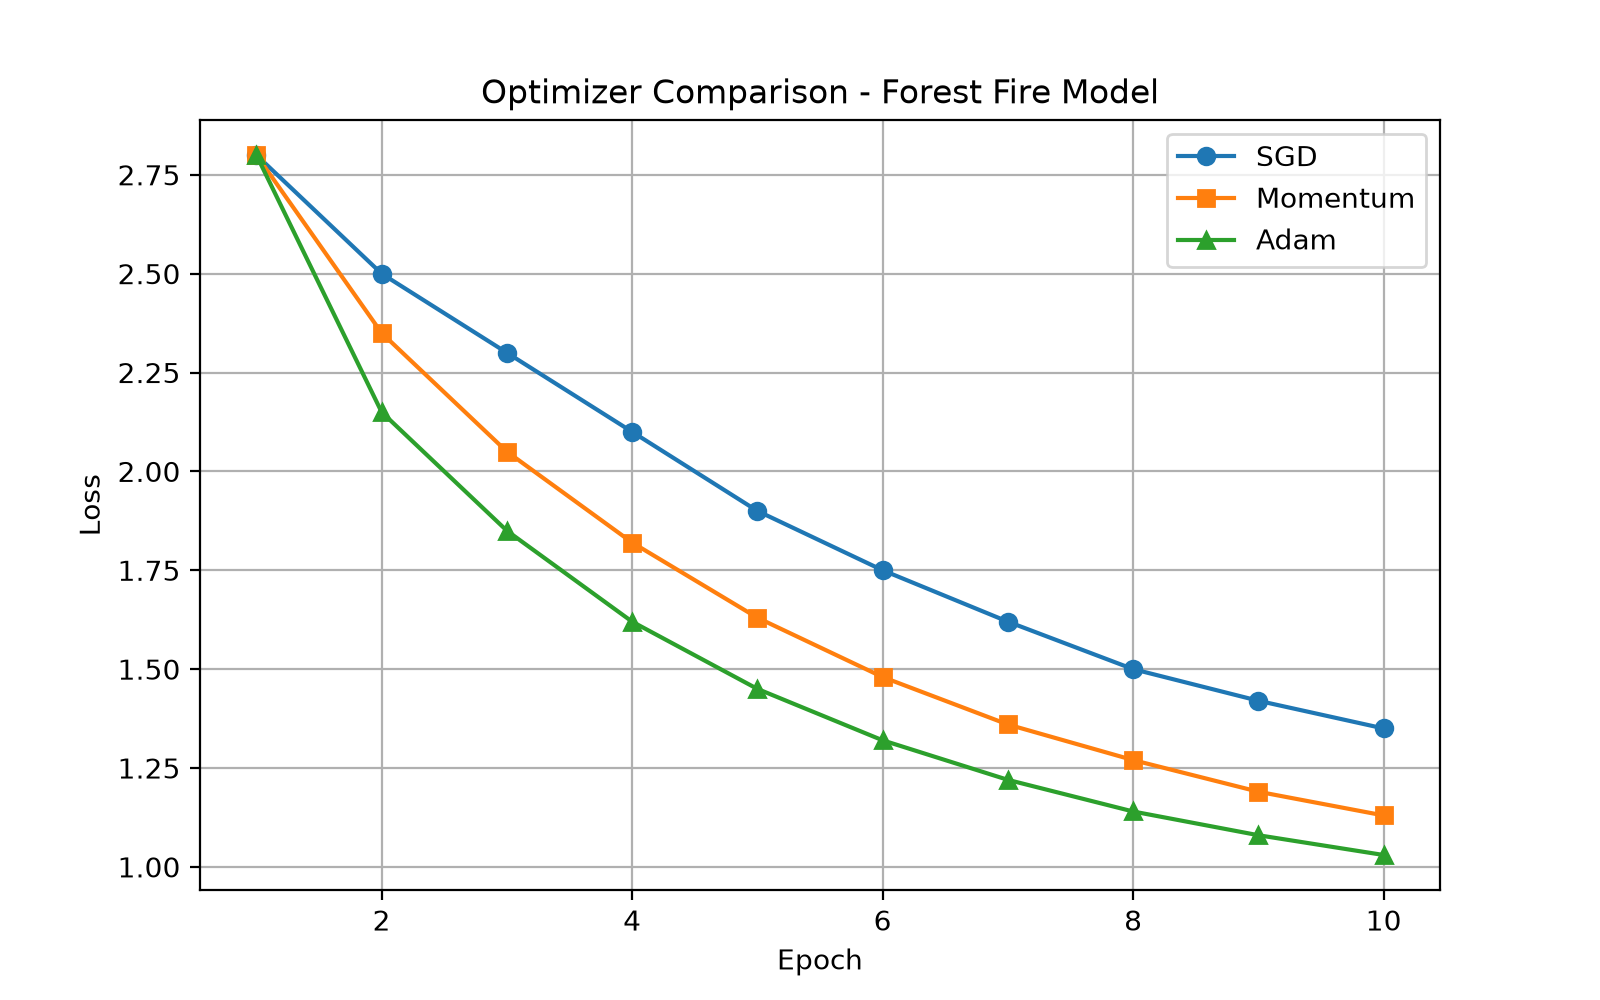 Optimizer Comparison - Forest Fire Model
SGD
Momentum
Adam
Loss
2.75
2.50
2.25
2.00
1.75
1.50
1.25
1.00
2 4 6 8 10
Epoch